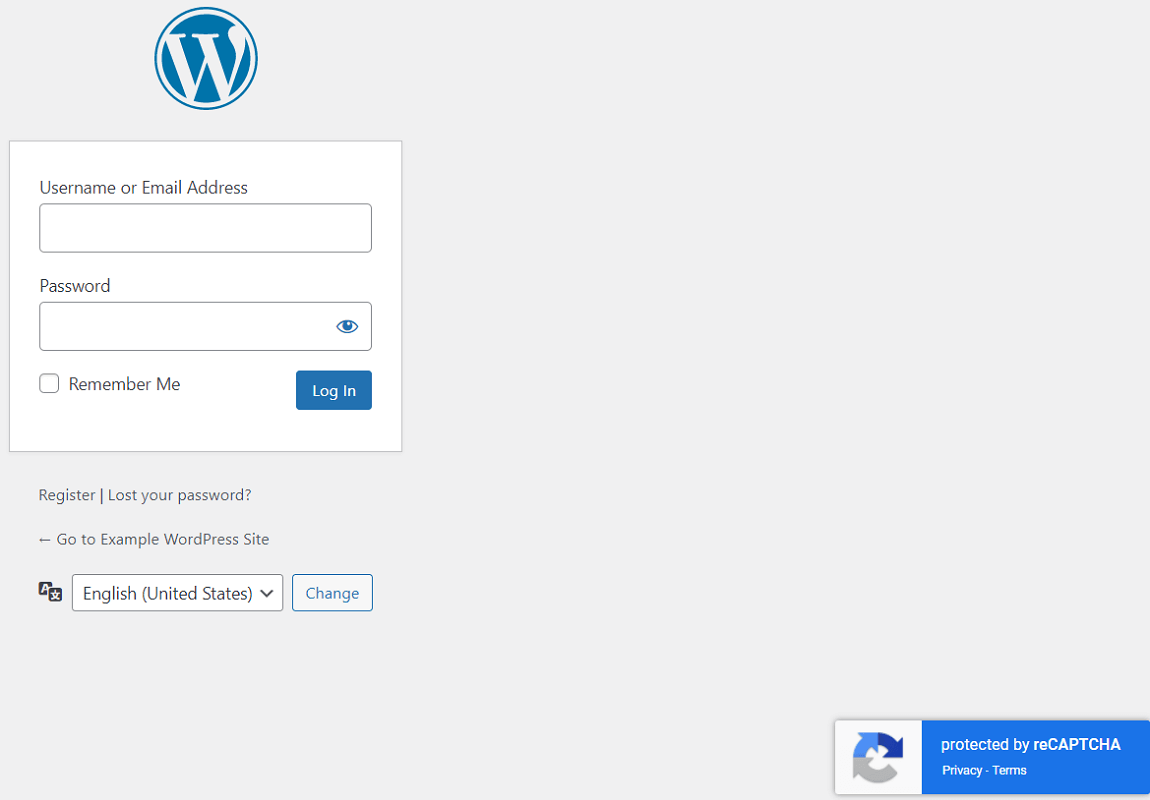 Username or Email Address
Password
Remember Me
Log In
Register | Lost your password?
← Go to Example WordPress Site
English (United States)
Change
protected by reCAPTCHA
Privacy - Terms